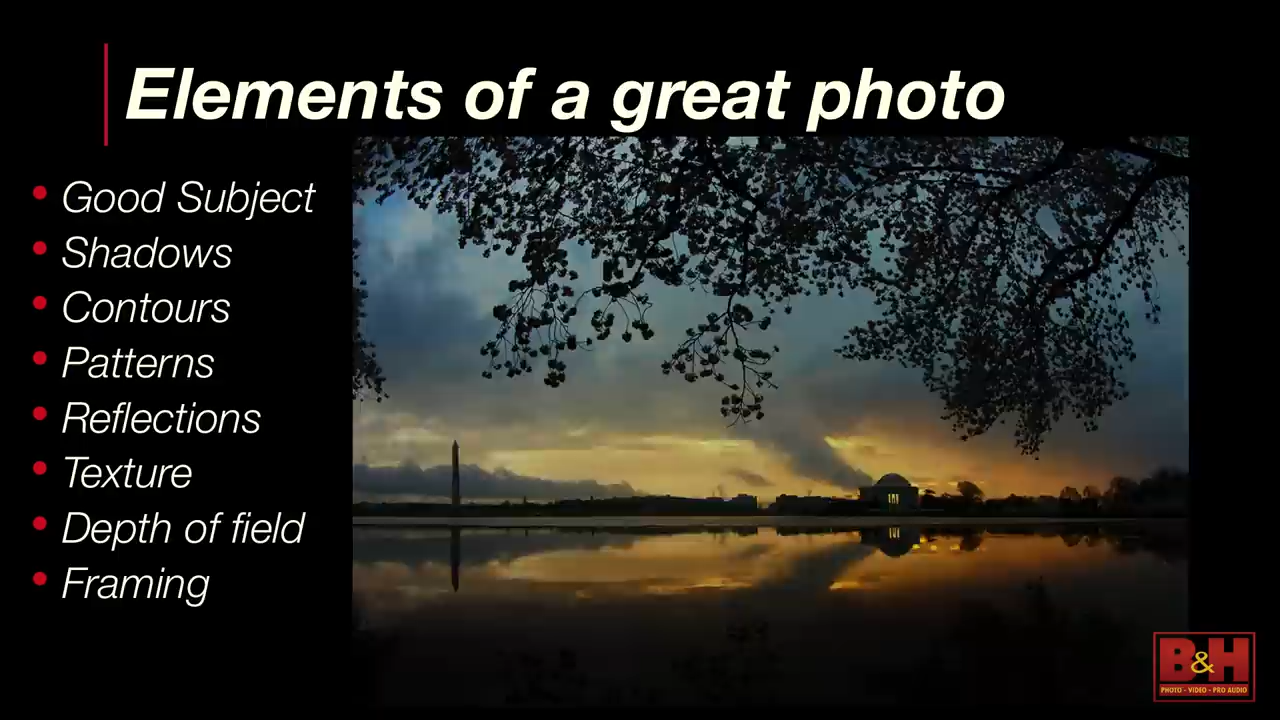 Elements of a great photo
• Good Subject
• Shadows
• Contours
• Patterns
• Reflections
• Texture
• Depth of field
• Framing
B&H
PHOTO - VIDEO - PRO AUDIO